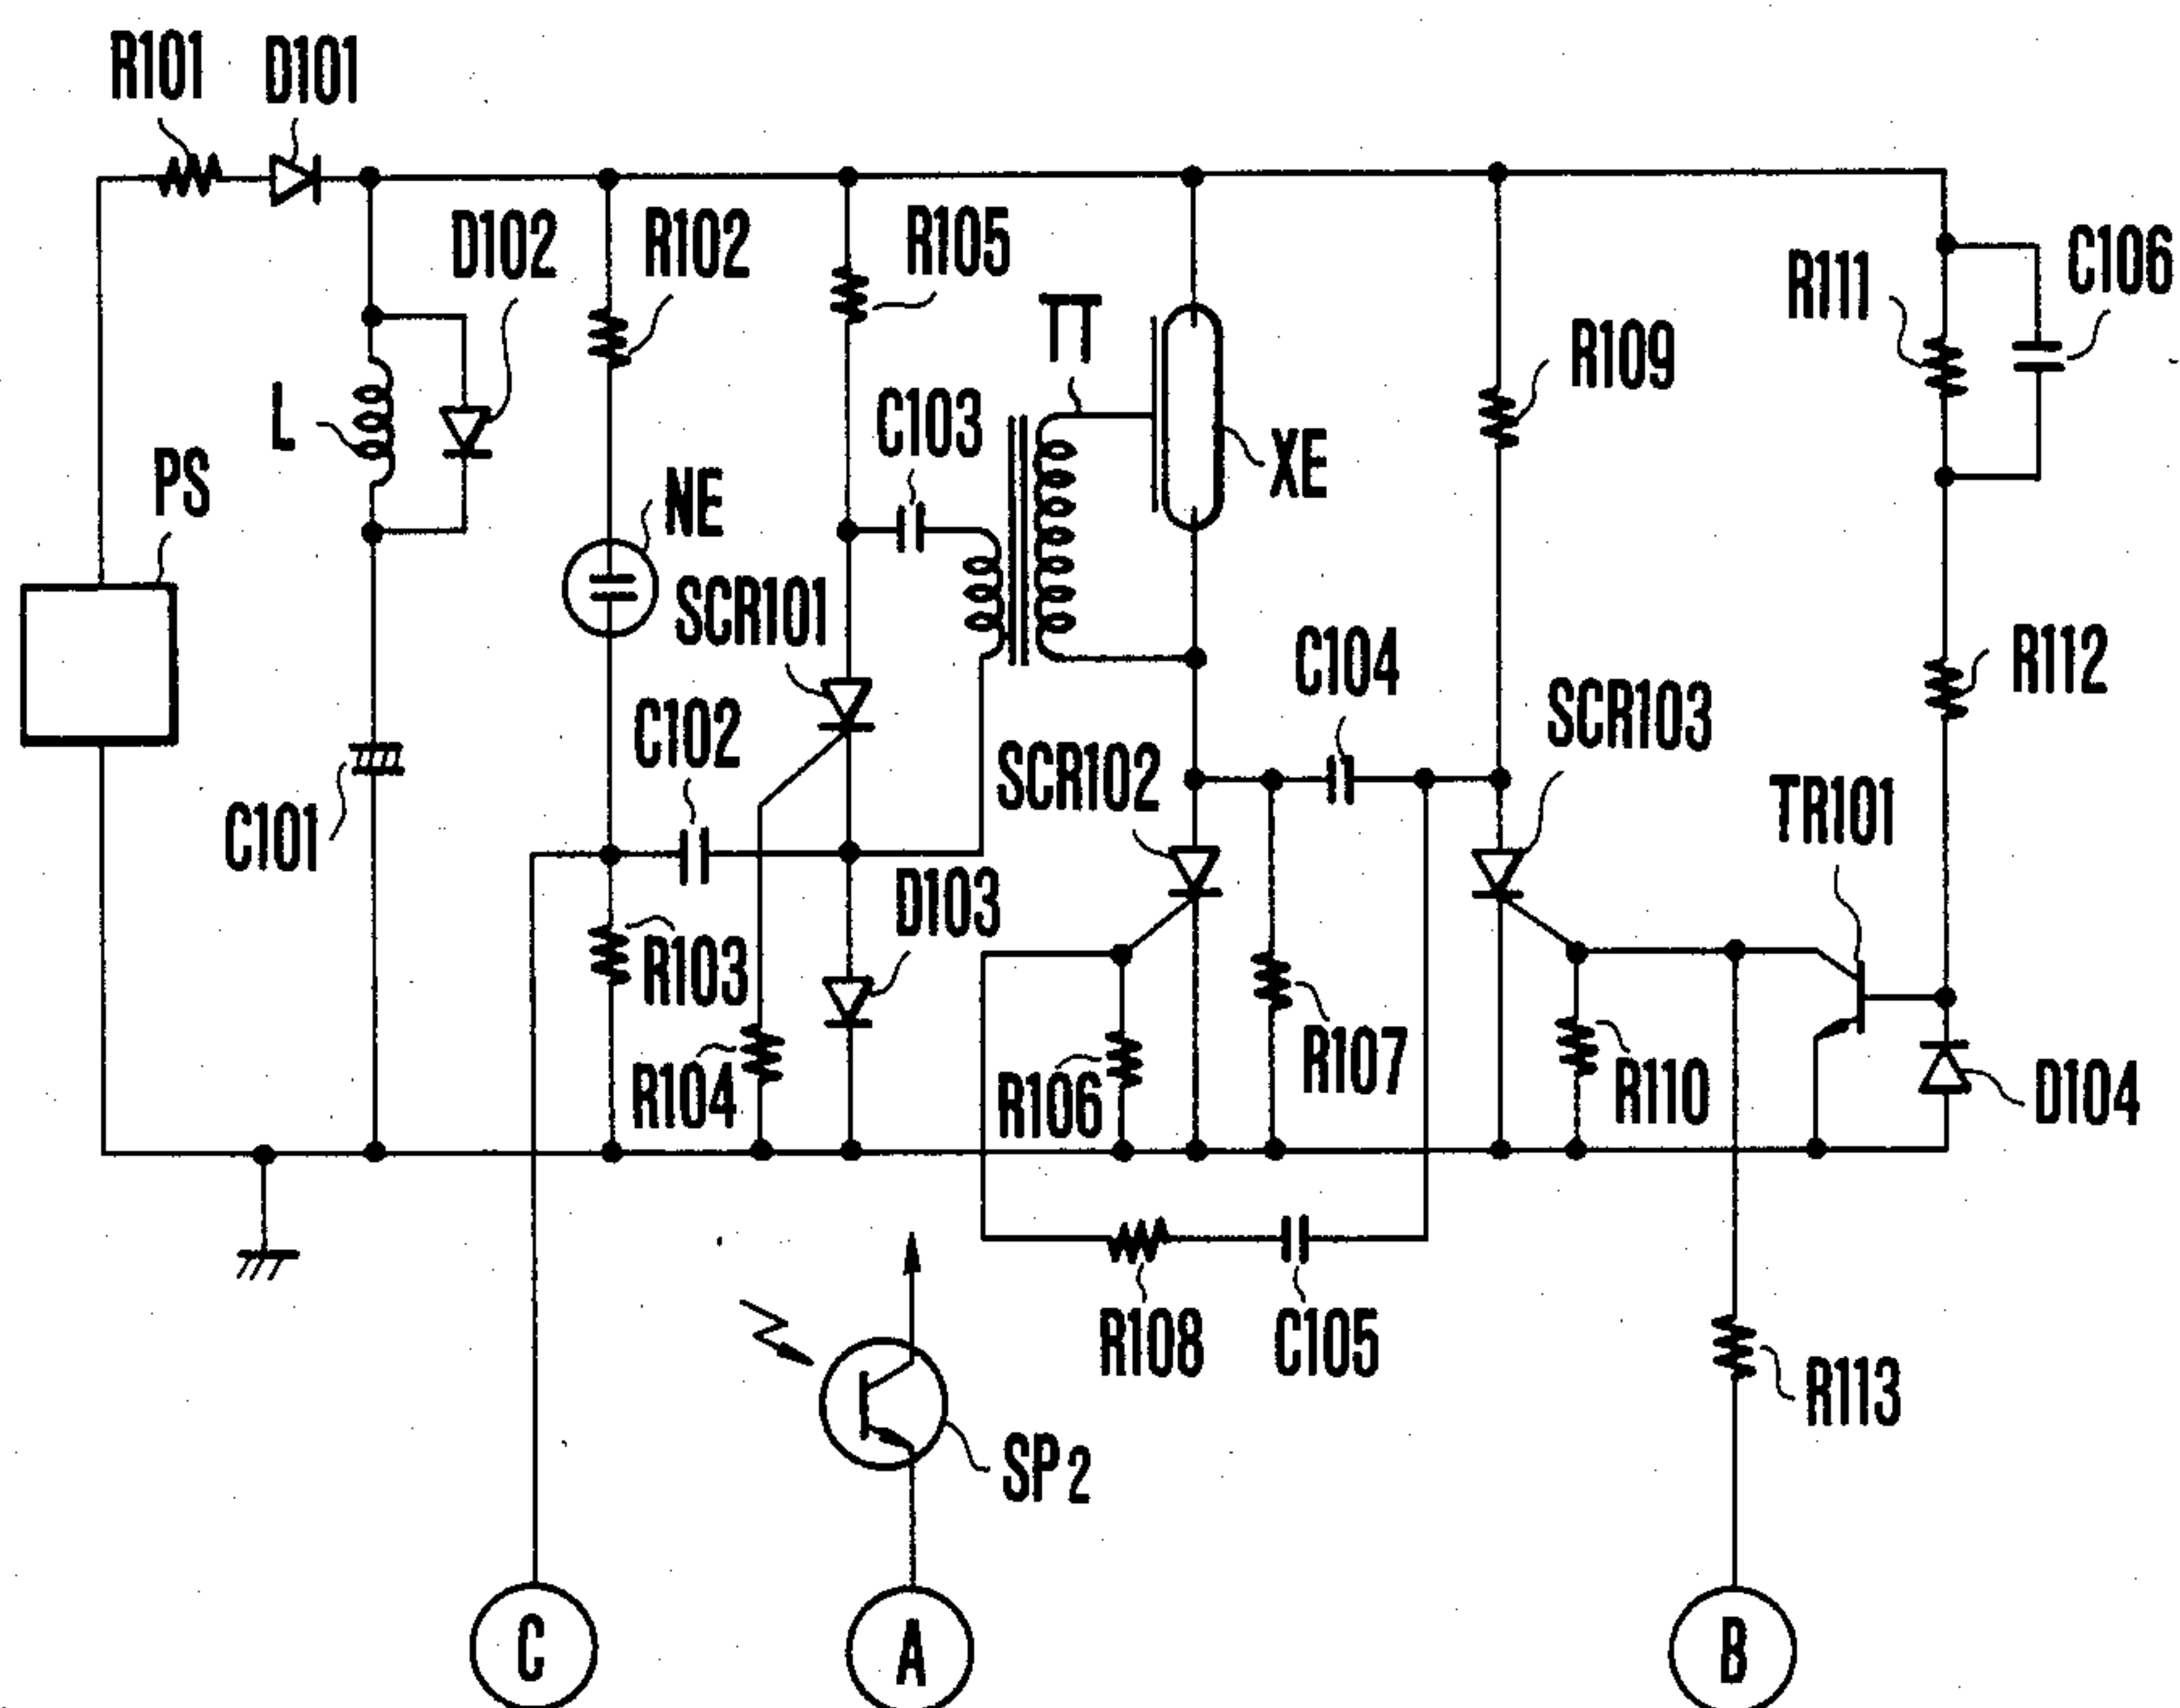 R101
D101
D102
R102
R105
TT
R111
C106
R109
L
C103
XE
PS
NE
SCR101
C104
R112
C102
SCR102
SCR103
TR101
C101
D103
R103
R104
R106
R107
R110
D104
R108
C105
R113
SP2
C
A
B